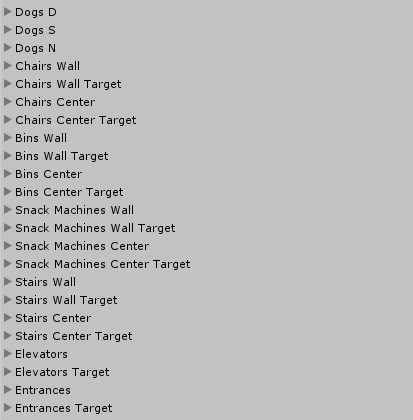 Dogs D
Dogs S
Dogs N
Chairs Wall
Chairs Wall Target
Chairs Center
Chairs Center Target
Bins Wall
Bins Wall Target
Bins Center
Bins Center Target
Snack Machines Wall
Snack Machines Wall Target
Snack Machines Center
Snack Machines Center Target
Stairs Wall
Stairs Wall Target
Stairs Center
Stairs Center Target
Elevators
Elevators Target
Entrances
Entrances Target